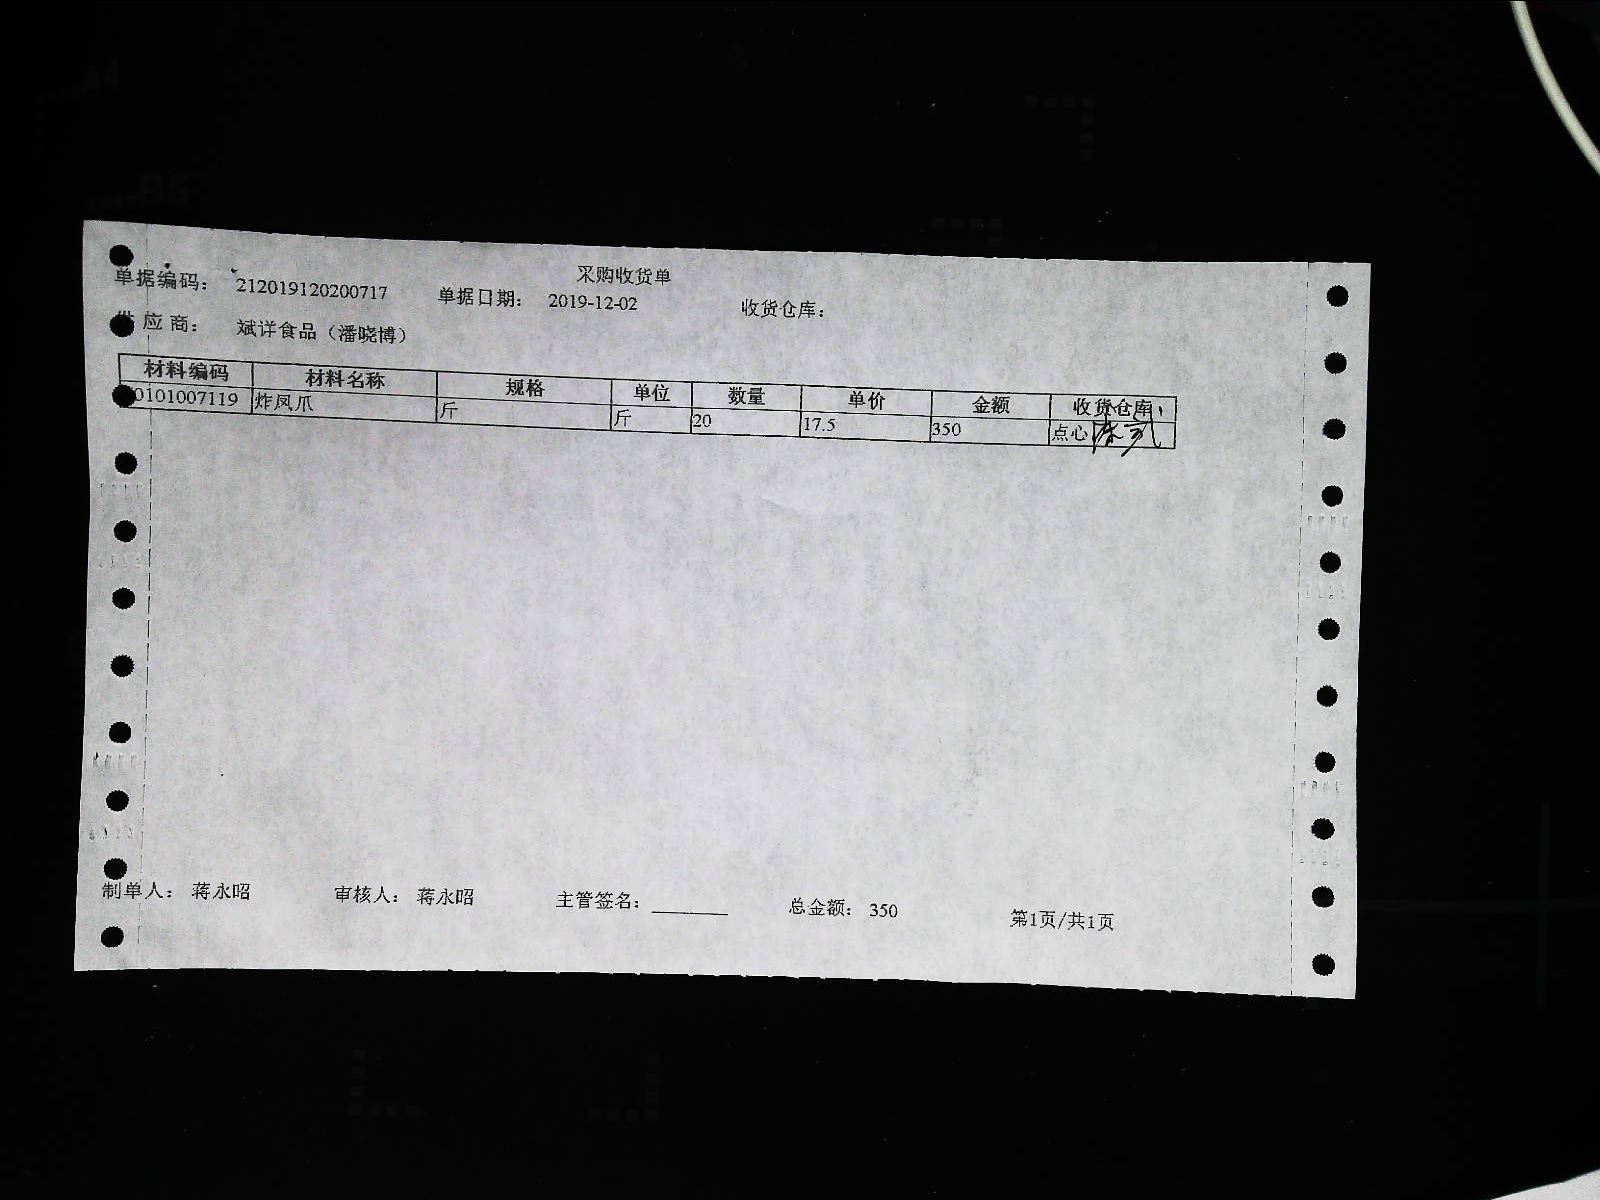 采购收货单
单据编码： 212019120200717 单据日期： 2019-12-02 收货仓库：
供应商： 斌详食品（潘晓博）
材料编码 材料名称 规格 单位 数量 单价 金额 收货仓库
0101007119 炸凤爪 斤 斤 20 17.5 350 点心
制单人： 蒋永昭 审核人： 蒋永昭 主管签名： 总金额： 350 第1页/共1页